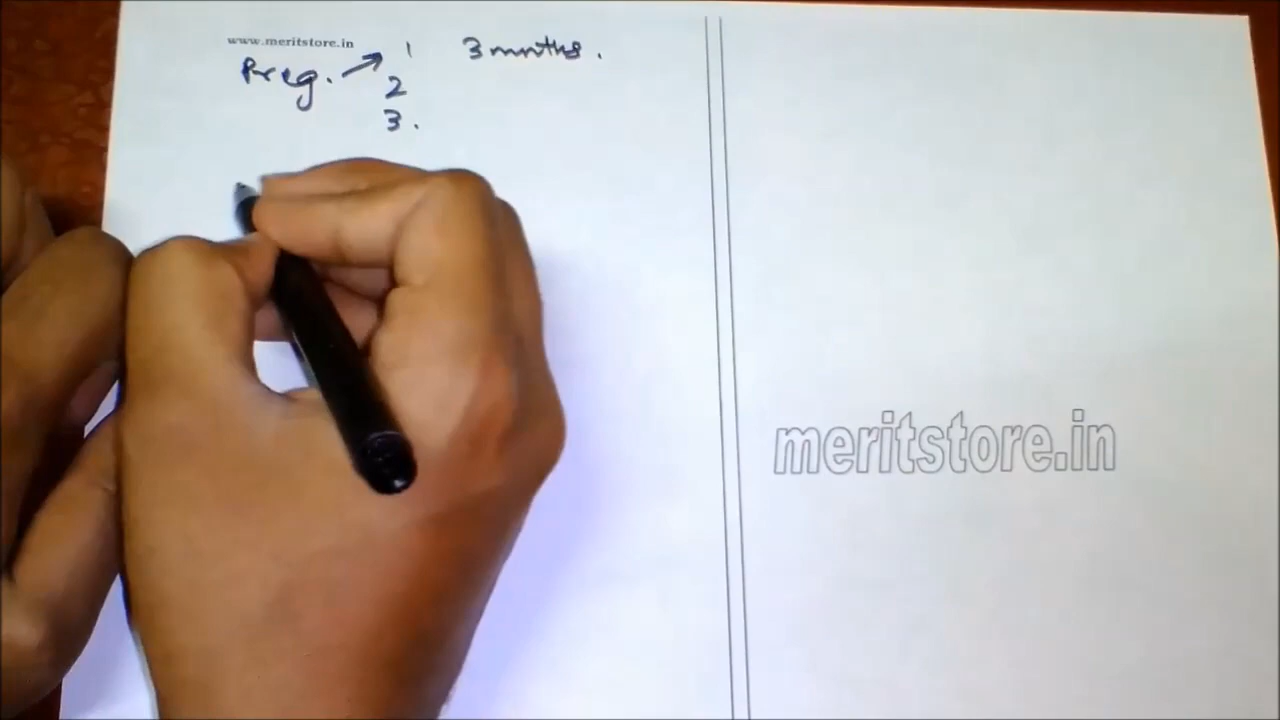 www.meritstore.in
Preg. → 1 3 months.
2
3.
meritstore.in